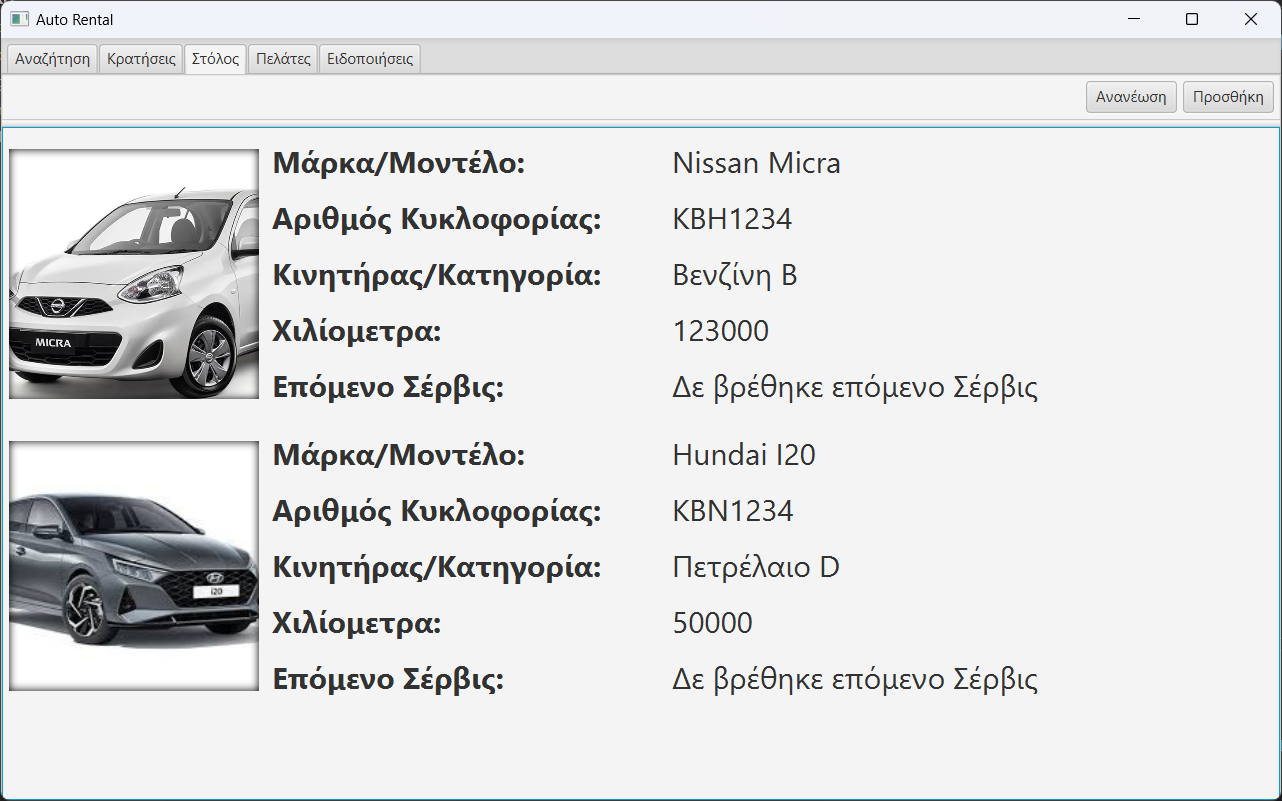 Auto Rental
Αναζήτηση Κρατήσεις Στόλος Πελάτες Ειδοποιήσεις
Ανανέωση Προσθήκη
Μάρκα/Μοντέλο: Nissan Micra
Αριθμός Κυκλοφορίας: KBH1234
Κινητήρας/Κατηγορία: Βενζίνη B
Χιλίομετρα: 123000
MICRA
Επόμενο Σέρβις: Δε βρέθηκε επόμενο Σέρβις
Μάρκα/Μοντέλο: Hundai I20
Αριθμός Κυκλοφορίας: KBN1234
Κινητήρας/Κατηγορία: Πετρέλαιο D
i20
Χιλίομετρα: 50000
Επόμενο Σέρβις: Δε βρέθηκε επόμενο Σέρβις